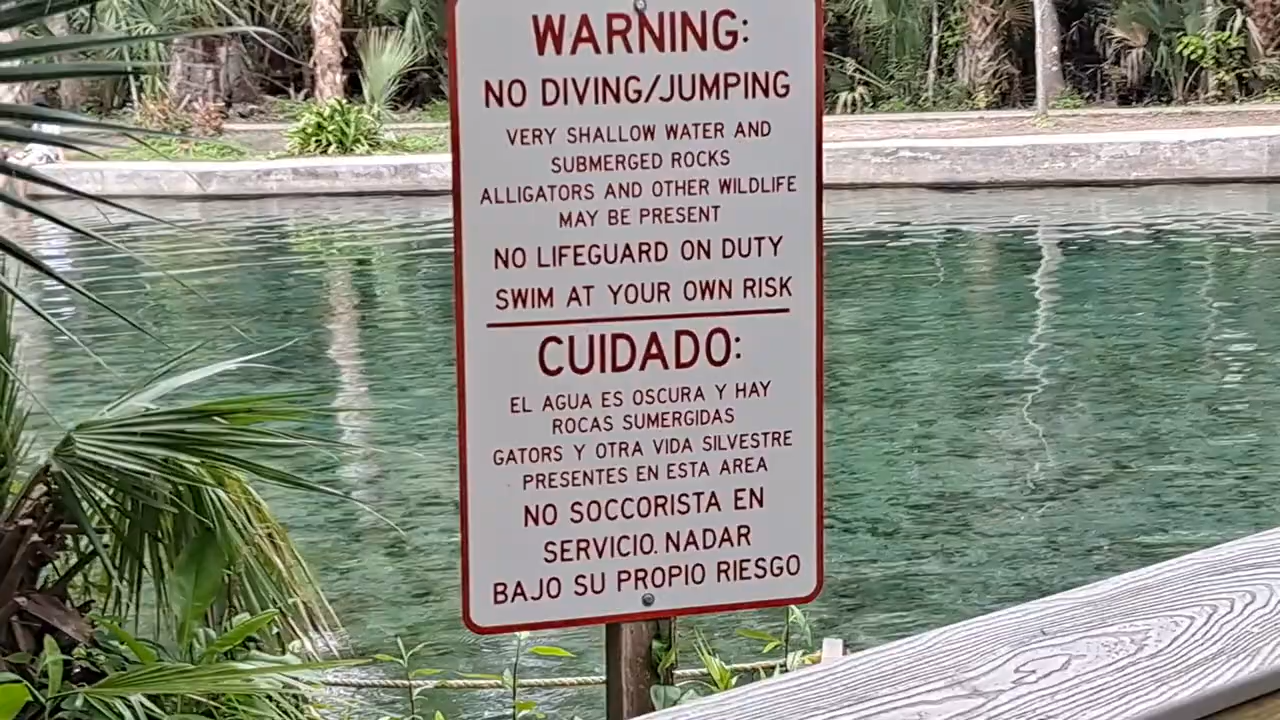 WARNING:
NO DIVING/JUMPING
VERY SHALLOW WATER AND
SUBMERGED ROCKS
ALLIGATORS AND OTHER WILDLIFE
MAY BE PRESENT
NO LIFEGUARD ON DUTY
SWIM AT YOUR OWN RISK
CUIDADO:
EL AGUA ES OSCURA Y HAY
ROCAS SUMERGIDAS
GATORS Y OTRA VIDA SILVESTRE
PRESENTES EN ESTA AREA
NO SOCCORISTA EN
SERVICIO. NADAR
BAJO SU PROPIO RIESGO